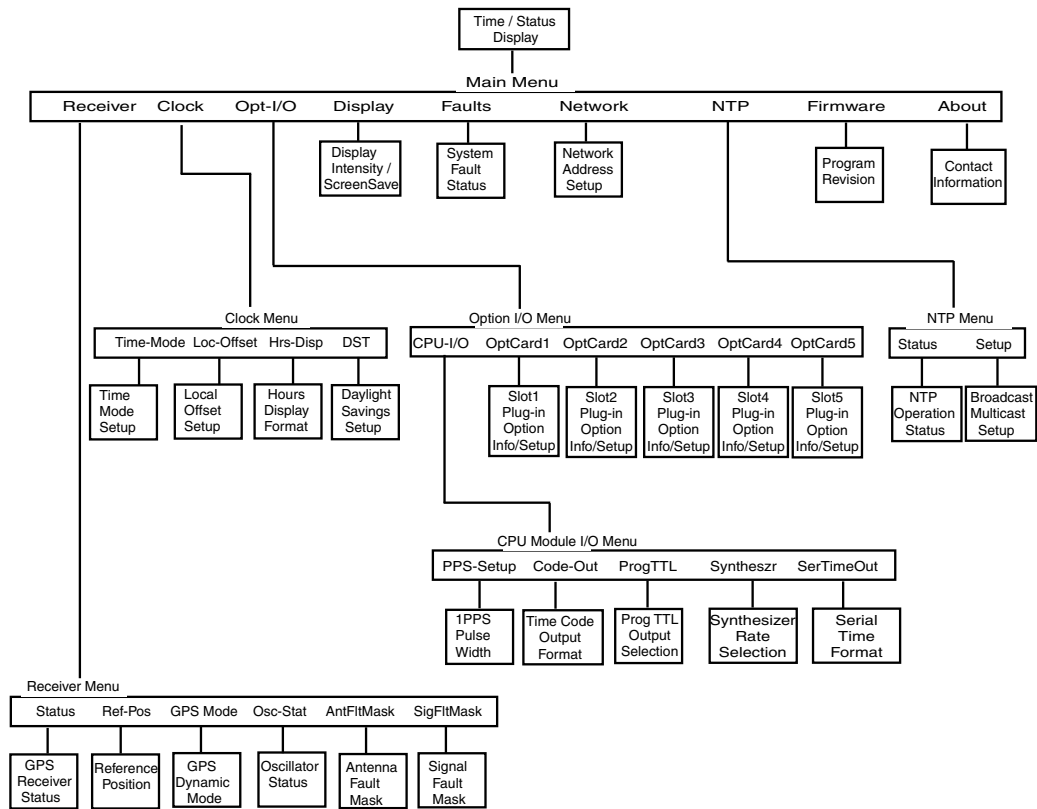 Time / Status
Display
Main Menu
Receiver Clock Opt-I/O Display Faults Network NTP Firmware About
Display
Intensity /
ScreenSave
System
Fault
Status
Network
Address
Setup
Program
Revision
Contact
Information
Clock Menu
Time-Mode Loc-Offset Hrs-Disp DST
Time
Mode
Setup
Local
Offset
Setup
Hours
Display
Format
Daylight
Savings
Setup
Option I/O Menu
CPU-I/O OptCard1 OptCard2 OptCard3 OptCard4 OptCard5
Slot1
Plug-in
Option
Info/Setup
Slot2
Plug-in
Option
Info/Setup
Slot3
Plug-in
Option
Info/Setup
Slot4
Plug-in
Option
Info/Setup
Slot5
Plug-in
Option
Info/Setup
NTP Menu
Status Setup
NTP
Operation
Status
Broadcast
Multicast
Setup
CPU Module I/O Menu
PPS-Setup Code-Out ProgTTL Syntheszr SerTimeOut
1PPS
Pulse
Width
Time Code
Output
Format
Prog TTL
Output
Selection
Synthesizer
Rate
Selection
Serial
Time
Format
Receiver Menu
Status Ref-Pos GPS Mode Osc-Stat AntFltMask SigFltMask
GPS
Receiver
Status
Reference
Position
GPS
Dynamic
Mode
Oscillator
Status
Antenna
Fault
Mask
Signal
Fault
Mask